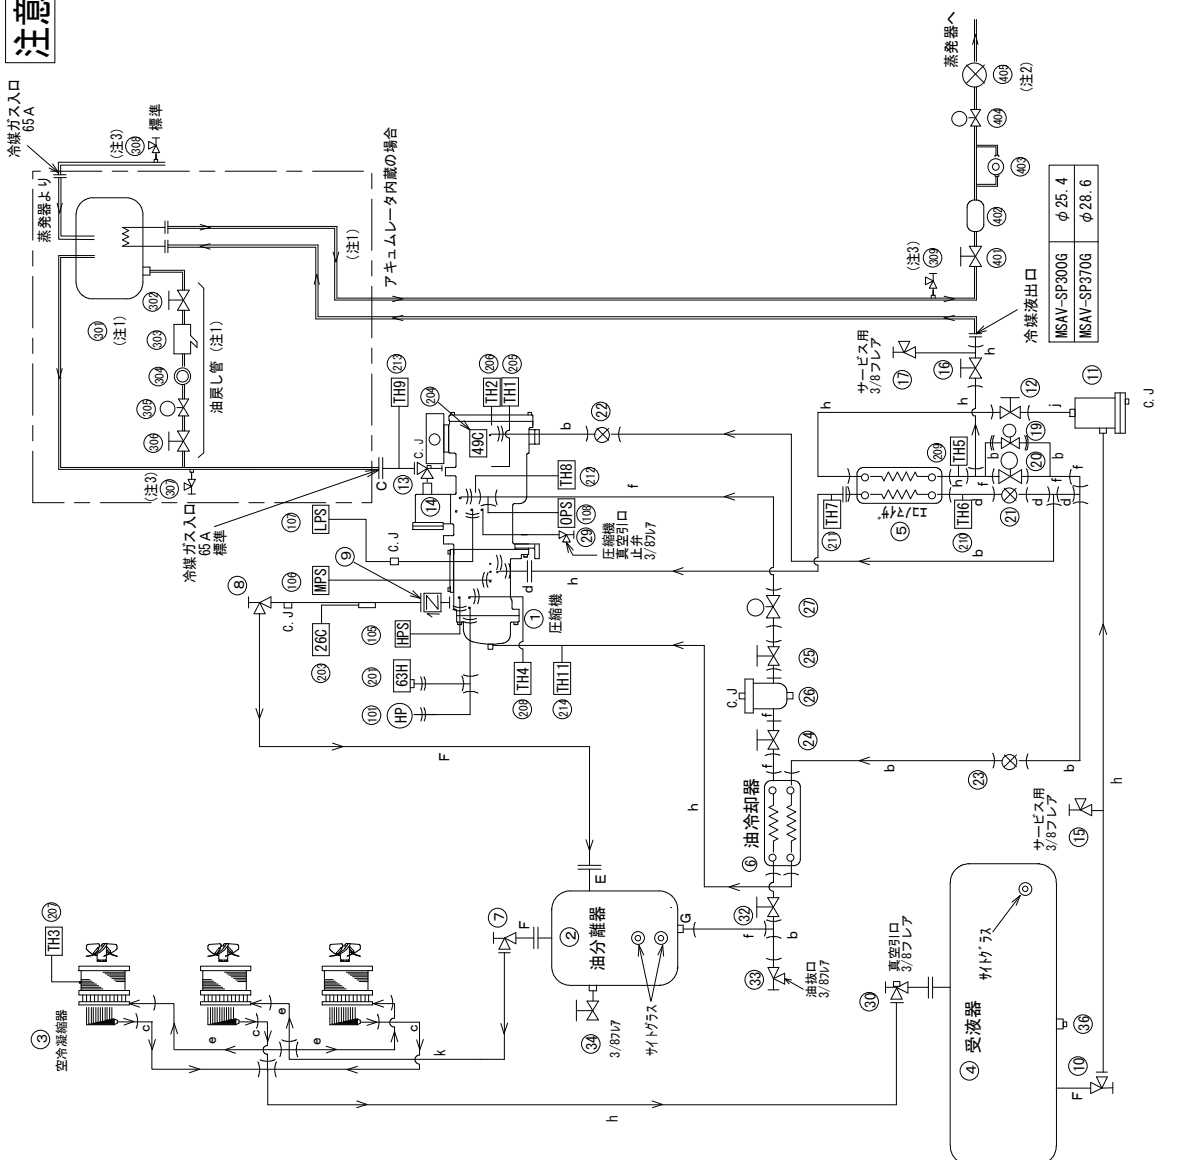 注意
冷媒ガス入口
65A
蒸発器より
(注3)
308
標準
301
(注1)
302
303
304
305
306
油戻し管 (注1)
(注1)
(注3)
307
アキュムレータ内蔵の場合
蒸発器へ
405
(注2)
404
403
402
401
(注3)
309
冷媒液出口
MSAV-SP300G φ25.4
MSAV-SP370G φ28.6
冷媒ガス入口
65A
標準
C
13
14
C.J
TH9
213
204
49C
TH2
206
TH1
205
b
22
TH8
212
f
OPS
108
29
圧縮機
真空引口
止弁
3/8フレア
107
LPS
C.J
106
MPS
9
8
C.J
26C
203
105
HPS
201
63H
101
HP
1
圧縮機
TH4
208
TH11
214
d
h
サービス用
3/8フレア
17
16
h
h
h
12
j
11
C.J
209
TH5
h
b
19
20
b
f
f
TH7
211
5
エコノマイザ
TH6
210
d
d
21
b
27
25
26
C.J
f
24
f
油冷却器
6
h
b
23
b
h
サービス用
3/8フレア
15
F
E
2
油分離器
サイトグラス
7
F
G
32
f
b
33
油抜口
3/8フレア
34
3/8フレア
TH3
207
3
空冷凝縮器
c
e
c
e
e
c
k
h
30
真空引口
3/8フレア
4
受液器
サイトグラス
36
10
F